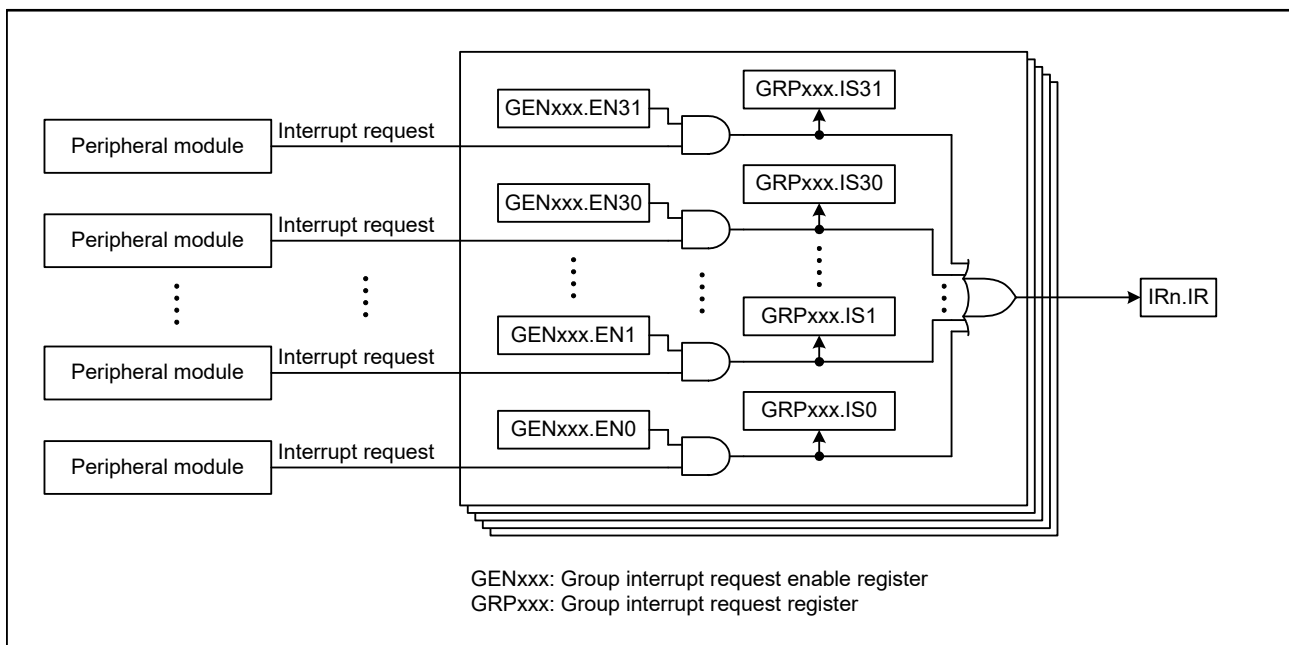 GRPxxx.IS31
GENxxx.EN31
Interrupt request
Peripheral module
GRPxxx.IS30
GENxxx.EN30
Interrupt request
Peripheral module
IRn.IR
GRPxxx.IS1
GENxxx.EN1
Interrupt request
Peripheral module
GRPxxx.IS0
GENxxx.EN0
Interrupt request
Peripheral module
GENxxx: Group interrupt request enable register
GRPxxx: Group interrupt request register